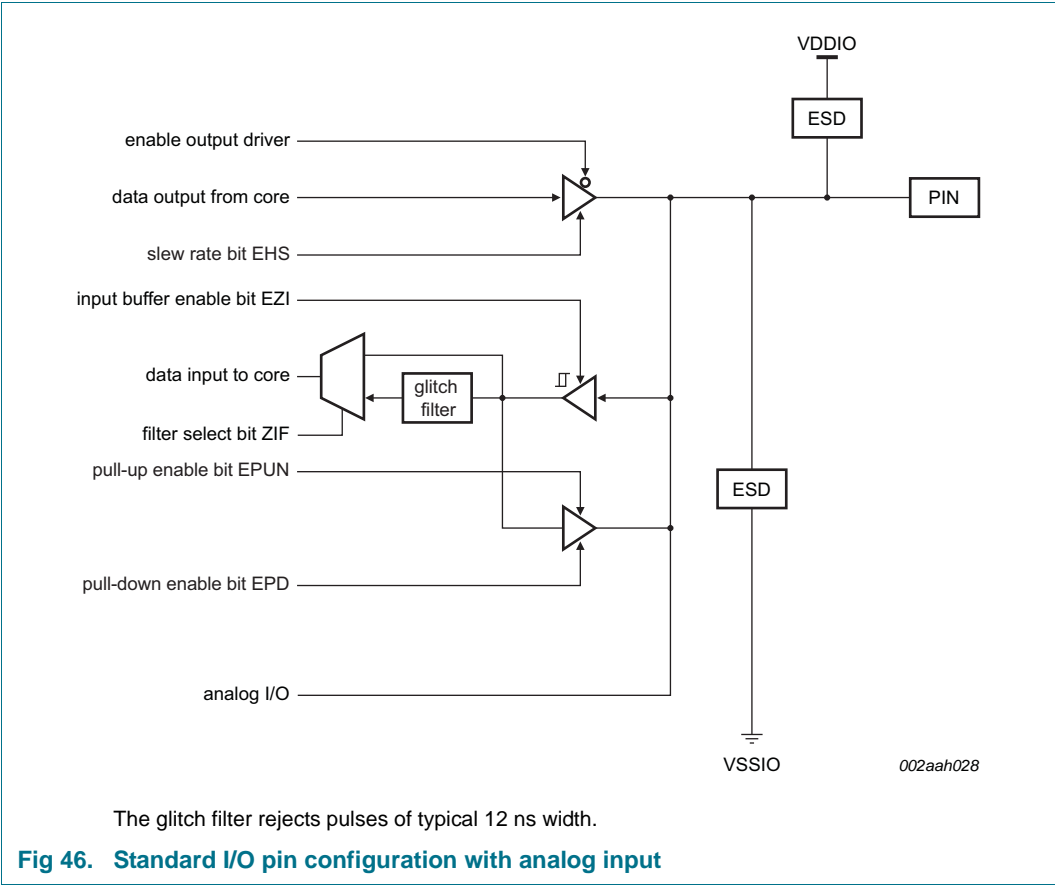 VDDIO
ESD
enable output driver
data output from core
PIN
slew rate bit EHS
input buffer enable bit EZI
data input to core
glitch
filter
filter select bit ZIF
pull-up enable bit EPUN
ESD
pull-down enable bit EPD
analog I/O
VSSIO
002aah028
The glitch filter rejects pulses of typical 12 ns width.
Fig 46. Standard I/O pin configuration with analog input